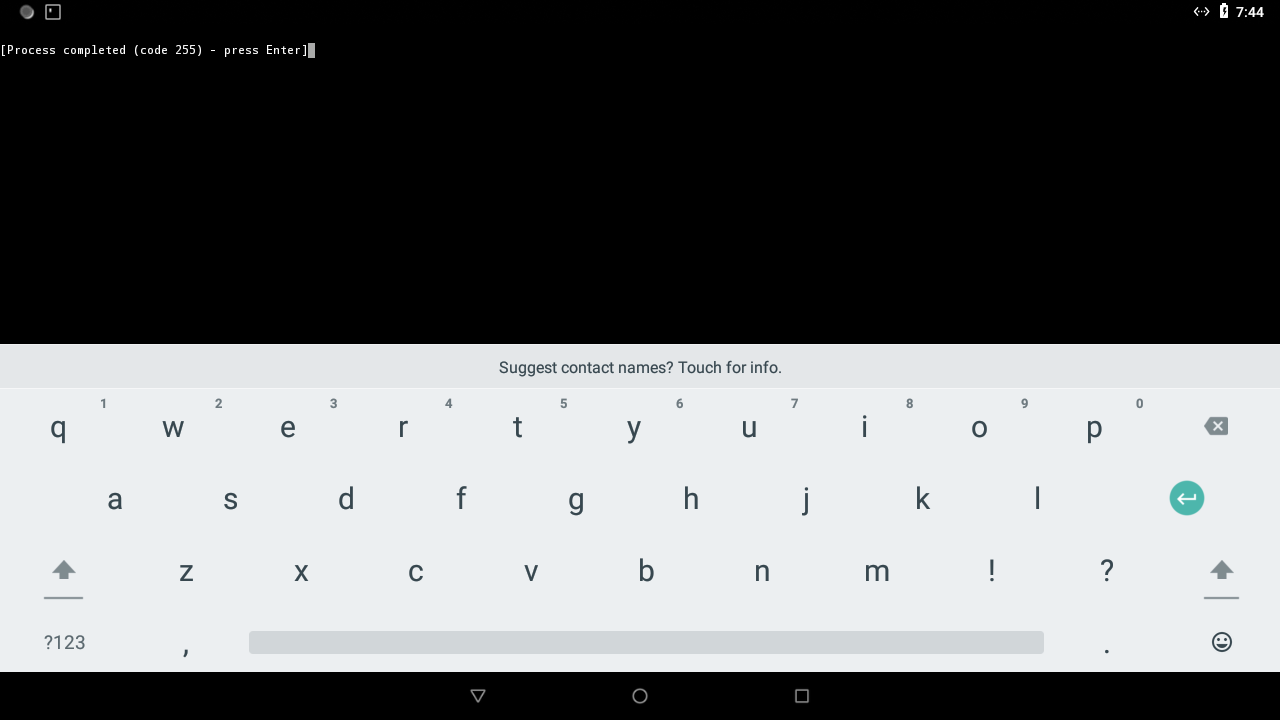 7:44
[Process completed (code 255) - press Enter]
Suggest contact names? Touch for info.
1 2 3 4 5 6 7 8 9 0
q w e r t y u i o p
a s d f g h j k l
z x c v b n m ! ?
?123 , .